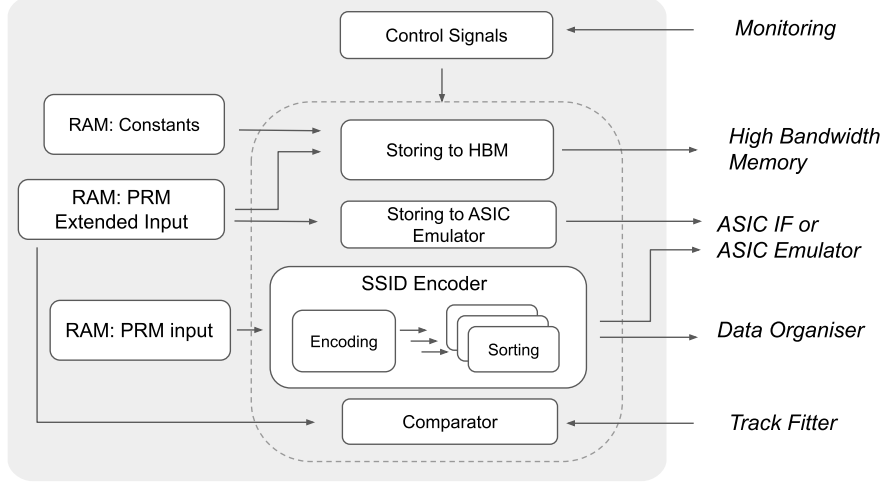 Control Signals
Monitoring
RAM: Constants
Storing to HBM
High Bandwidth
Memory
RAM: PRM
Extended Input
Storing to ASIC
Emulator
ASIC IF or
ASIC Emulator
SSID Encoder
RAM: PRM input
Encoding
Sorting
Data Organiser
Comparator
Track Fitter